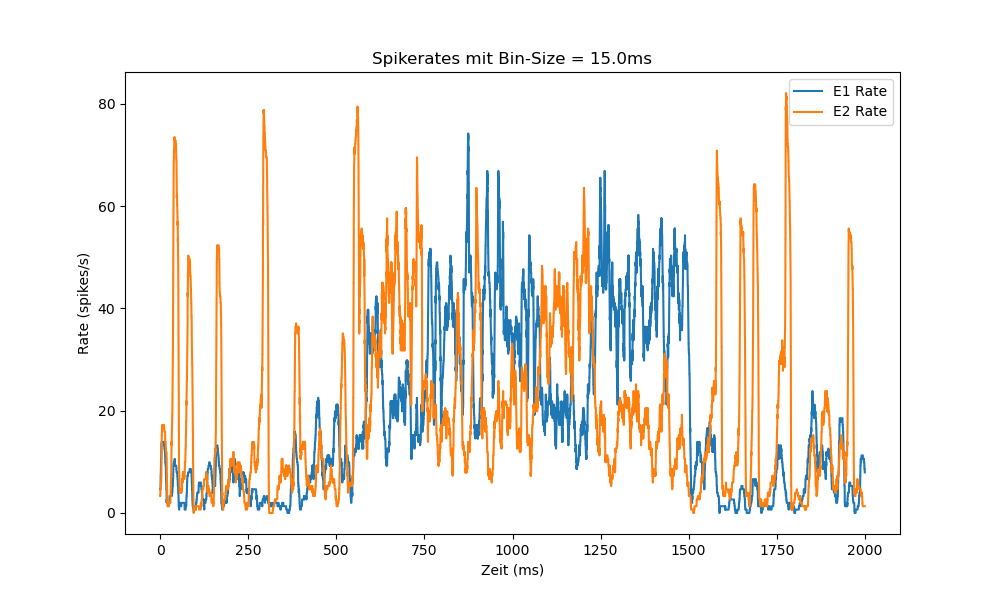 Spikerates mit Bin-Size = 15.0ms
E1 Rate
E2 Rate
Rate (spikes/s)
80
60
40
20
0
0 250 500 750 1000 1250 1500 1750 2000
Zeit (ms)